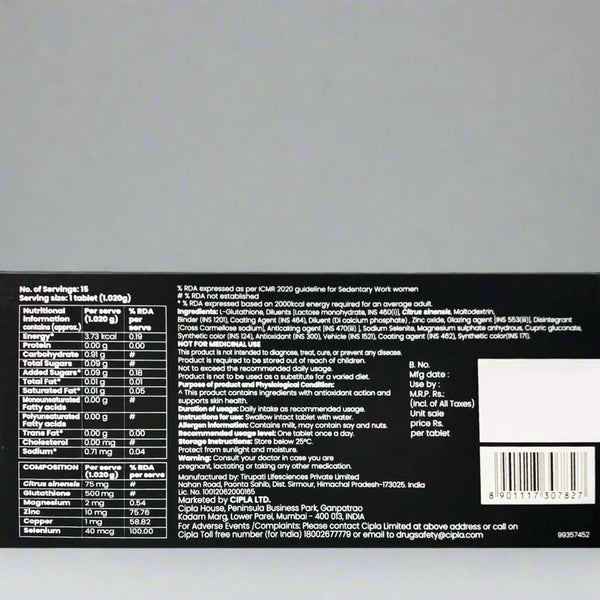 No. of Servings: 15
Serving size: 1 tablet (1.020g)
Nutritional Information contains (approx.) Per serve (1.020 g) % RDA per serve
Energy* 3.73 kcal 0.19
Protein 0.00 g 0.00
Carbohydrate 0.91 g #
Total Sugars 0.09 g #
Added Sugars* 0.09 g 0.18
Total Fat* 0.01 g 0.01
Saturated Fat* 0.01 g 0.05
Monounsaturated Fatty acids 0.00 g #
Polyunsaturated Fatty acids 0.00 g #
Trans Fat* 0.00 g 0.00
Cholesterol 0.00 mg #
Sodium* 0.71 mg 0.04
COMPOSITION Per serve (1.020 g) % RDA per serve
Citrus sinensis 75 mg #
Glutathione 500 mg #
Magnesium 2 mg 0.54
Zinc 10 mg 75.76
Copper 1 mg 58.82
Selenium 40 mcg 100.00
% RDA expressed as per ICMR 2020 guideline for Sedentary Work women
# % RDA not established
* % RDA expressed based on 2000kcal energy required for an average adult.
Ingredients: L-Glutathione, Diluents [Lactose monohydrate, INS 460(i)], Citrus sinensis, Maltodextrin,
Binder (INS 1201), Coating Agent (INS 464), Diluent (Di calcium phosphate), Zinc oxide, Glazing agent [INS 553(iii)], Disintegrant
[Cross Carmellose sodium], Anticaking agent [INS 470(iii)], Sodium Selenite, Magnesium sulphate anhydrous, Cupric gluconate,
Synthetic color (INS 124), Antioxidant (INS 300), Vehicle (INS 1521), Coating agent (INS 462), Synthetic color(INS 171).
NOT FOR MEDICINAL USE
This product is not intended to diagnose, treat, cure, or prevent any disease.
Product is required to be stored out of reach of children.
Not to exceed the recommended daily usage.
Product is not to be used as a substitute for a varied diet.
Purpose of product and Physiological Condition:
^ This product contains ingredients with antioxidant action and
supports skin health.
Duration of usage: Daily intake as recommended usage.
Instructions for use: Swallow intact tablet with water.
Allergen Information: Contains milk, may contain soy and nuts.
Recommended usage level: One tablet once a day.
Storage Instructions: Store below 25°C.
Protect from sunlight and moisture.
Warning: Consult your doctor in case you are
pregnant, lactating or taking any other medication.
Manufactured by: Tirupati Lifesciences Private Limited
Nahan Road, Paonta Sahib, Dist. Sirmour, Himachal Pradesh-173025. India
Lic. No. 10012062000165
Marketed by CIPLA LTD.
Cipla House, Peninsula Business Park, Ganpatrao
Kadam Marg, Lower Parel, Mumbai - 400 013, INDIA
For Adverse Events /Complaints: Please contact Cipla Limited at above address or call on
Cipla Toll free number (for India) 18002677779 or email to drugsafety@cipla.com
B. No.
Mfg date :
Use by :
M.R.P. Rs:
(Incl. of All Taxes)
Unit sale
price Rs.
per tablet
8 901117 307827
99357452